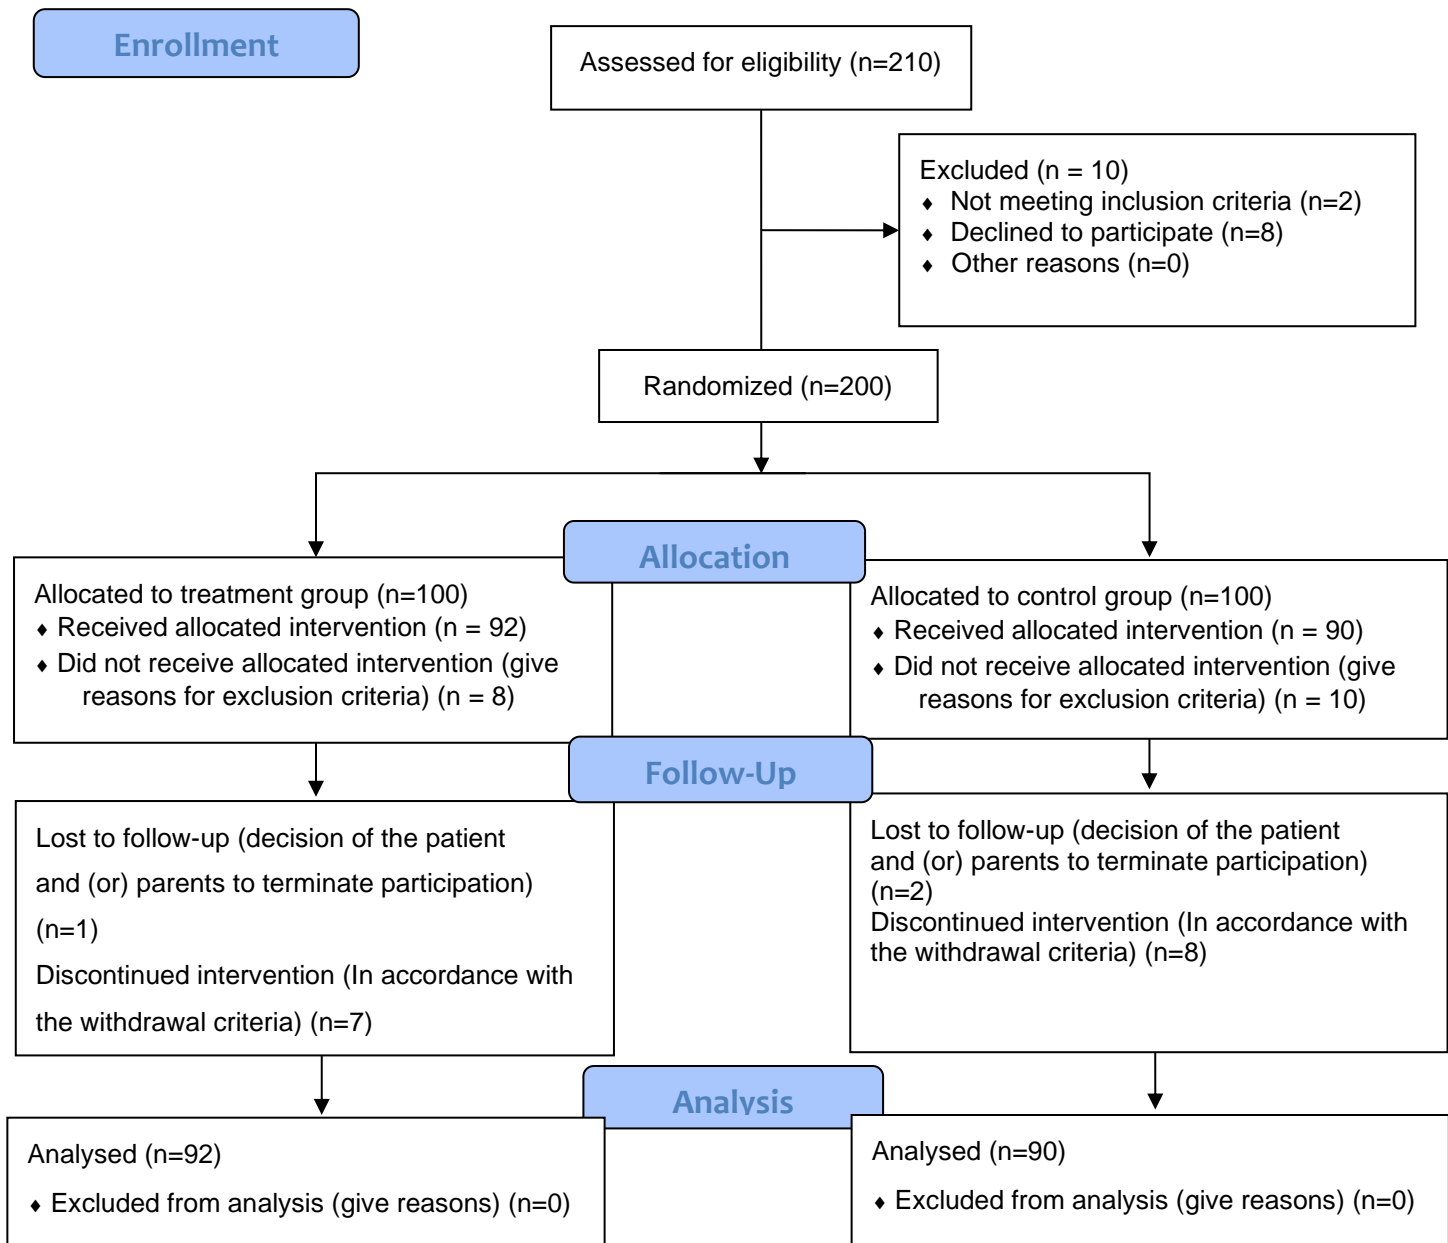 Enrollment
Assessed for eligibility (n=210)
Excluded (n = 10)
♦ Not meeting inclusion criteria (n=2)
♦ Declined to participate (n=8)
♦ Other reasons (n=0)
Randomized (n=200)
Allocation
Allocated to treatment group (n=100)
♦ Received allocated intervention (n = 92)
♦ Did not receive allocated intervention (give
reasons for exclusion criteria) (n = 8)
Allocated to control group (n=100)
♦ Received allocated intervention (n = 90)
♦ Did not receive allocated intervention (give
reasons for exclusion criteria) (n = 10)
Follow-Up
Lost to follow-up (decision of the patient
and (or) parents to terminate participation)
(n=1)
Discontinued intervention (In accordance with
the withdrawal criteria) (n=7)
Lost to follow-up (decision of the patient
and (or) parents to terminate participation)
(n=2)
Discontinued intervention (In accordance with
the withdrawal criteria) (n=8)
Analysis
Analysed (n=92)
♦ Excluded from analysis (give reasons) (n=0)
Analysed (n=90)
♦ Excluded from analysis (give reasons) (n=0)